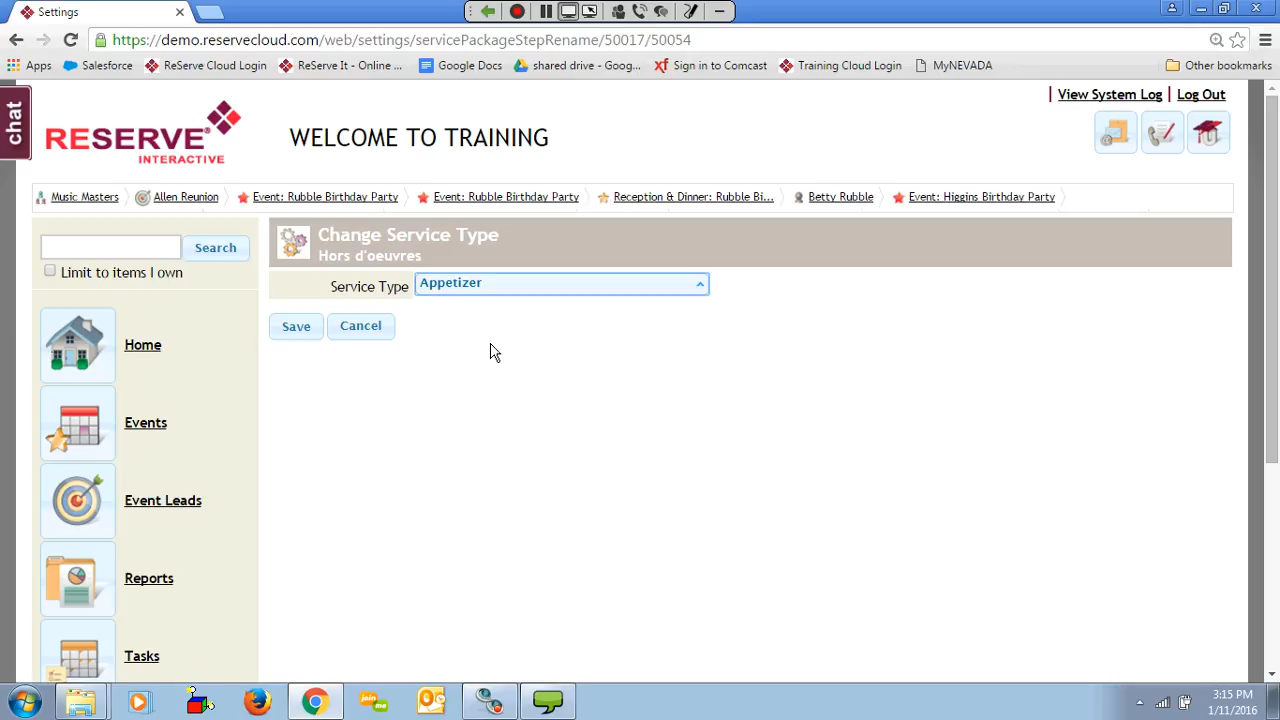 Settings
https://demo.reservecloud.com/web/settings/servicePackageStepRename/50017/50054
Apps Salesforce ReServe Cloud Login ReServe It - Online ... Google Docs shared drive - Goog... Sign in to Comcast Training Cloud Login MyNEVADA Other bookmarks
chat
View System Log Log Out
RESERVE®
INTERACTIVE
WELCOME TO TRAINING
Music Masters Allen Reunion Event: Rubble Birthday Party Event: Rubble Birthday Party Reception & Dinner: Rubble Bi... Betty Rubble Event: Higgins Birthday Party
Search
Limit to items I own
Change Service Type
Hors d'oeuvres
Service Type Appetizer
Save Cancel
Home
Events
Event Leads
Reports
Tasks
join
me
3:15 PM
1/11/2016